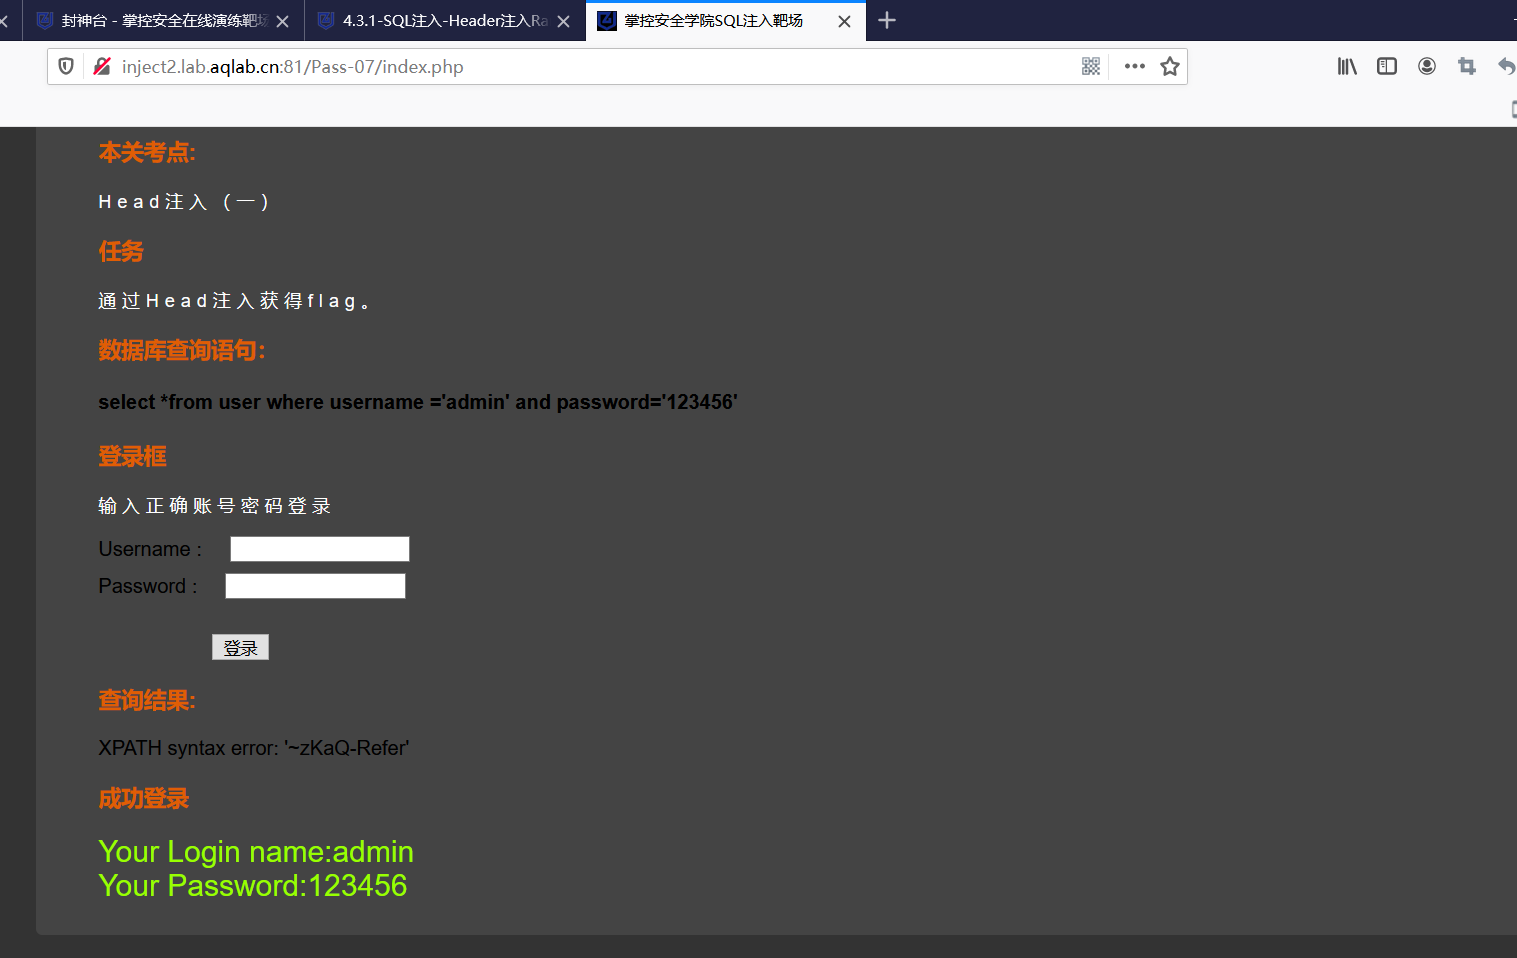 封神台 - 掌控安全在线演练靶场
4.3.1-SQL注入-Header注入Ra
掌控安全学院SQL注入靶场
inject2.lab.aqlab.cn:81/Pass-07/index.php
本关考点:
Head注入 (一)
任务
通过Head注入获得flag。
数据库查询语句:
select *from user where username ='admin' and password='123456'
登录框
输入正确账号密码登录
Username :
Password :
登录
查询结果:
XPATH syntax error: '~zKaQ-Refer'
成功登录
Your Login name:admin
Your Password:123456